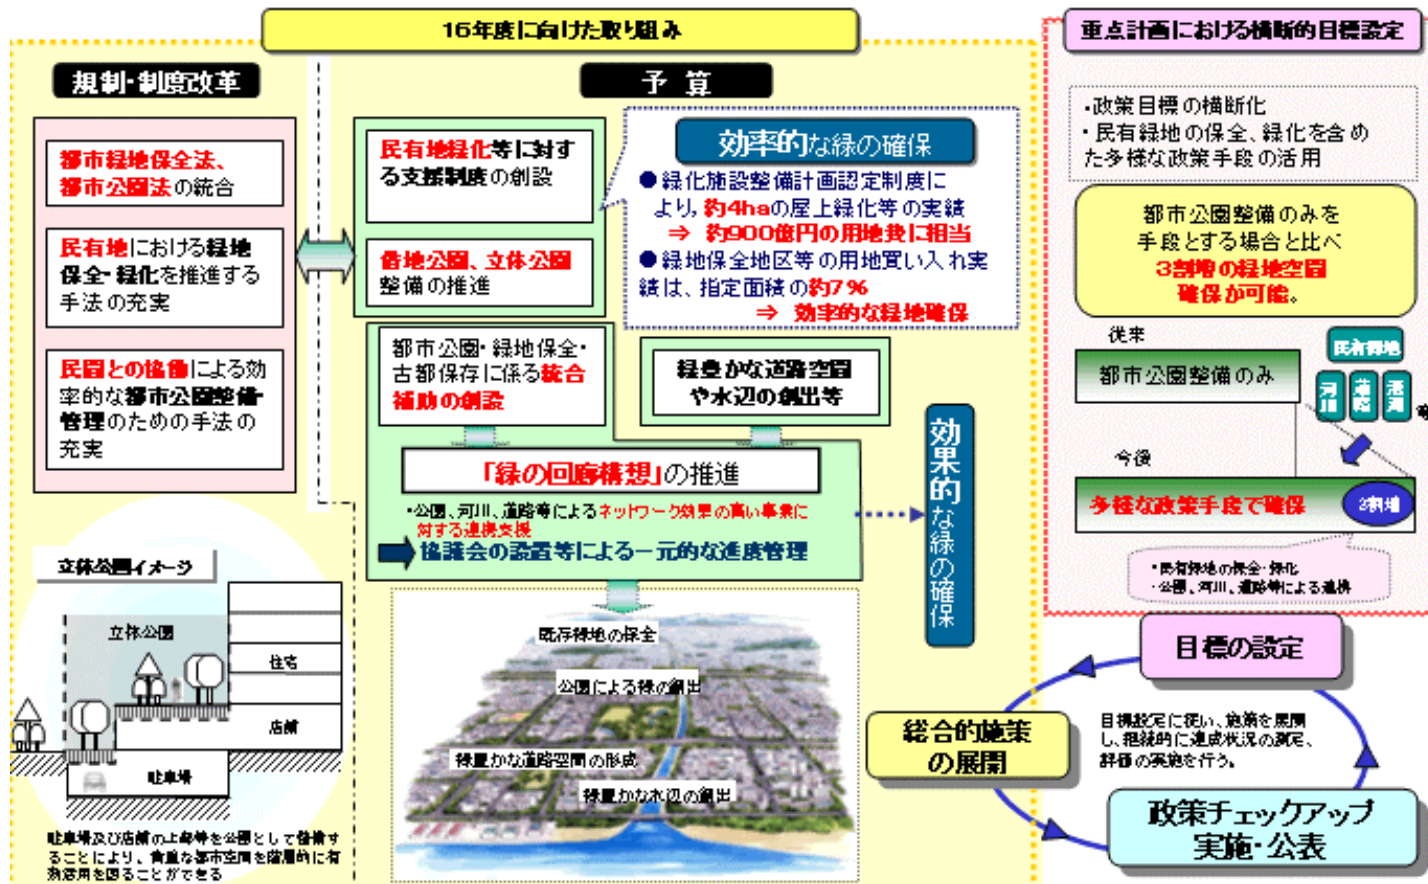 16年度に向けた取り組み
規制・制度改革
都市緑地保全法、
都市公園法の統合
民有地における緑地
保全・緑化を推進する
手法の充実
民間との協働による効
率的な都市公園整備・
管理のための手法の
充実
立体公園イメージ
立体公園
住宅
店舗
駐車場
駐車場及び店舗の上部等を公園として整備す
ることにより、貴重な都市空間を階層的に有
効活用を図ることができる
予 算
民有地緑化等に対す
る支援制度の創設
借地公園、立体公園
整備の推進
効率的な緑の確保
●緑化施設整備計画認定制度に
より,約4haの屋上緑化等の実績
⇒ 約900億円の用地費に相当
●緑地保全地区等の用地買い入れ実
績は、指定面積の約7%
⇒ 効率的な緑地確保
都市公園・緑地保全・
古都保存に係る統合
補助の創設
緑豊かな道路空間
や水辺の創出等
「緑の回廊構想」の推進
・公園、河川、道路等によるネットワーク効果の高い事業に
対する連携支援
協議会の設置等による一元的な進度管理
効果的な緑の確保
既存緑地の保全
公園による緑の創出
緑豊かな道路空間の形成
緑豊かな水辺の創出
重点計画における横断的目標設定
・政策目標の横断化
・民有緑地の保全、緑化を含め
た多様な政策手段の活用
都市公園整備のみを
手段とする場合と比べ
3割増の緑地空間
確保が可能。
従来
都市公園整備のみ
民有緑地
河川
道路
港湾
等
今後
多様な政策手段で確保
3割増
・民有緑地の保全・緑化
・公園、河川、道路等による連携
目標の設定
総合的施策
の展開
目標設定に従い、施策を展開
し、継続的に達成状況の測定、
評価の実施を行う。
政策チェックアップ
実施・公表